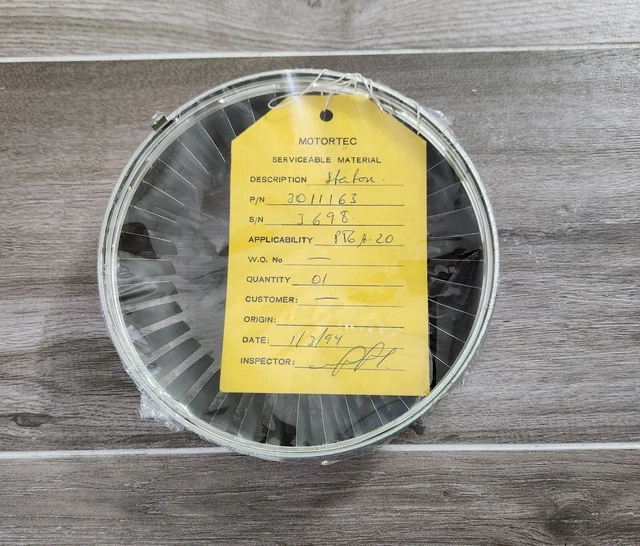 MOTORTEC
SERVICEABLE MATERIAL
DESCRIPTION Stator.
P/N 3011163
S/N 3698.
APPLICABILITY PT6A-20
W.O. No —
QUANTITY 01
CUSTOMER: —
ORIGIN:
DATE: 1/2/94
INSPECTOR: